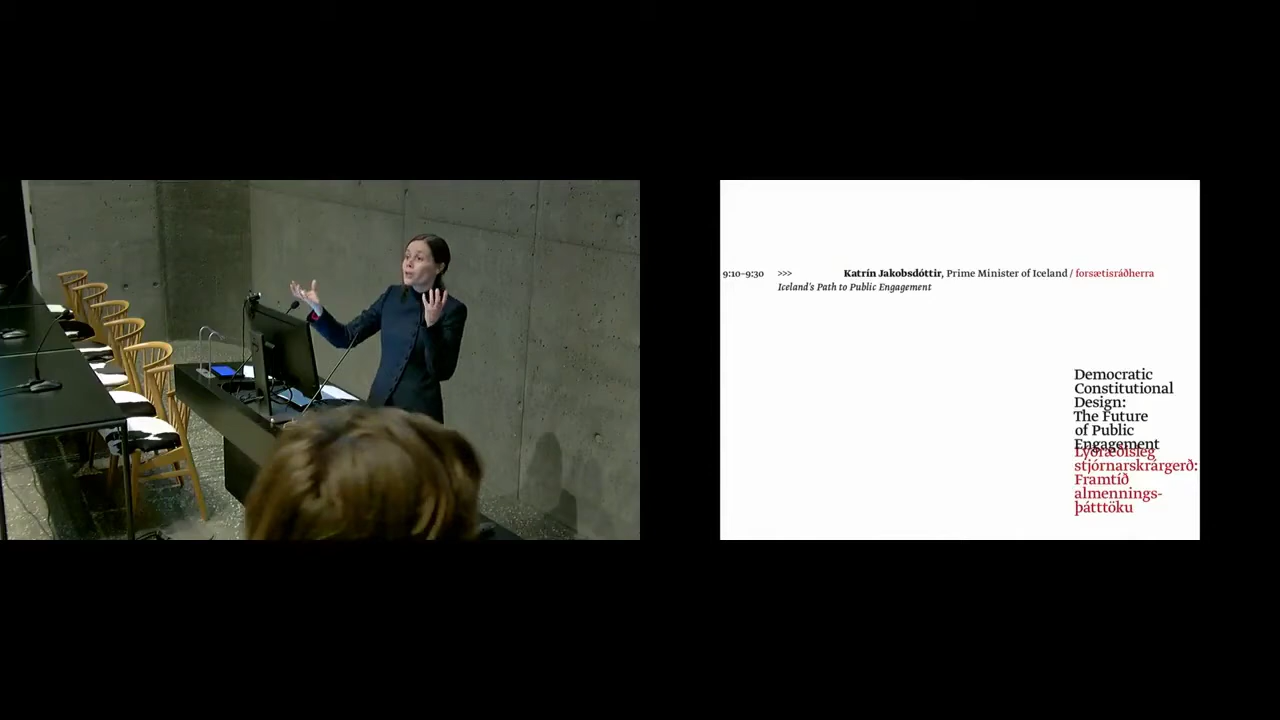 9:10–9:30 >>> Katrín Jakobsdóttir, Prime Minister of Iceland / forsætisráðherra
Iceland's Path to Public Engagement
Democratic
Constitutional
Design:
The Future
of Public
Engagement
Lýðræðisleg
stjórnarskrárgerð:
Framtíð
almennings-
þátttöku